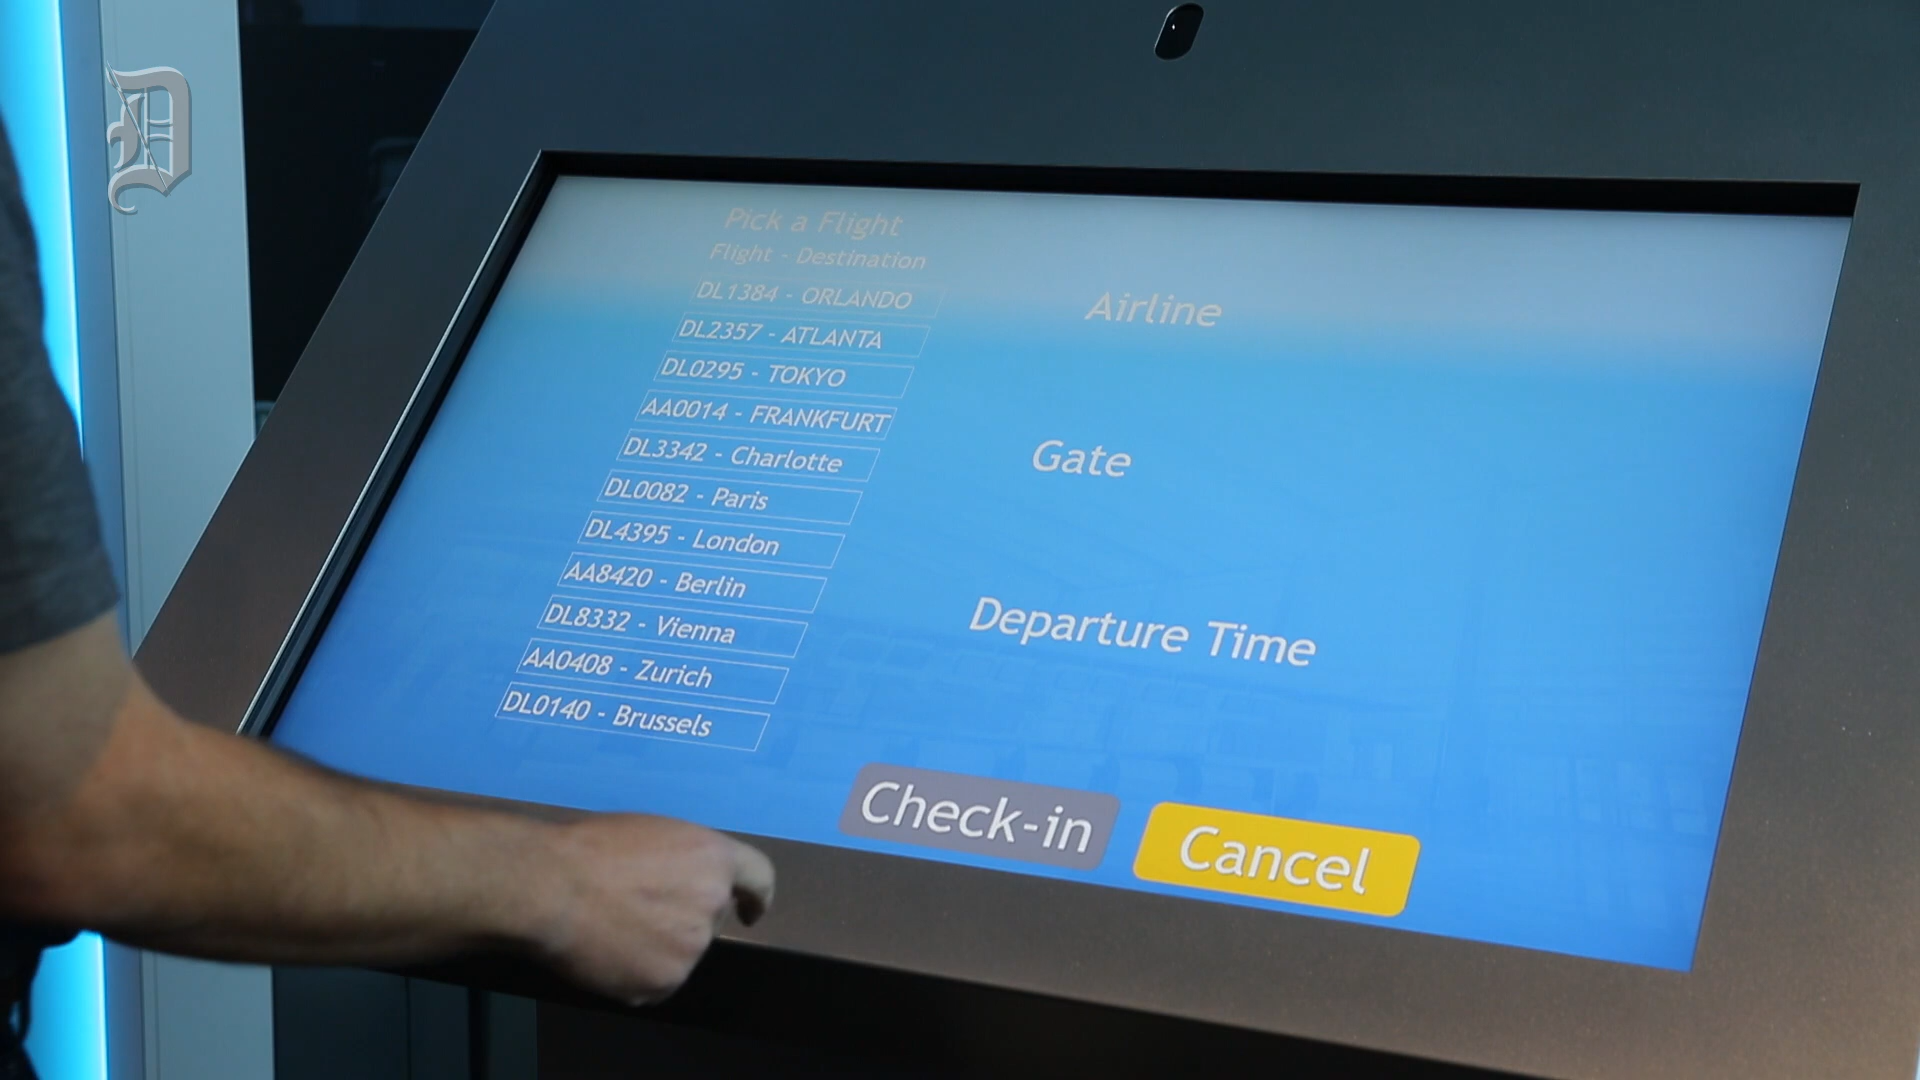 D
Pick a Flight
Flight - Destination
DL1384 - ORLANDO
DL2357 - ATLANTA
DL0295 - TOKYO
AA0014 - FRANKFURT
DL3342 - Charlotte
DL0082 - Paris
DL4395 - London
AA8420 - Berlin
DL8332 - Vienna
AA0408 - Zurich
DL0140 - Brussels
Airline
Gate
Departure Time
Check-in
Cancel